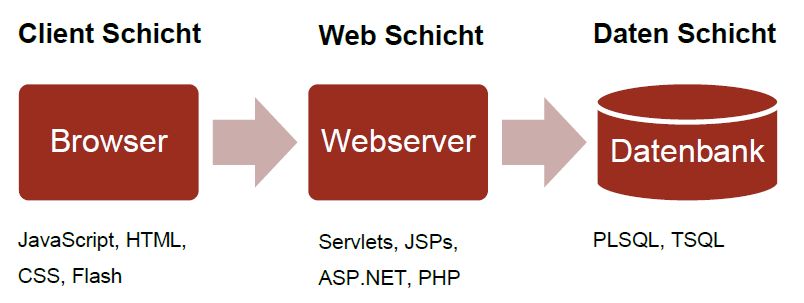 Client Schicht
Web Schicht
Daten Schicht
Browser
Webserver
Datenbank
JavaScript, HTML,
CSS, Flash
Servlets, JSPs,
ASP.NET, PHP
PLSQL, TSQL